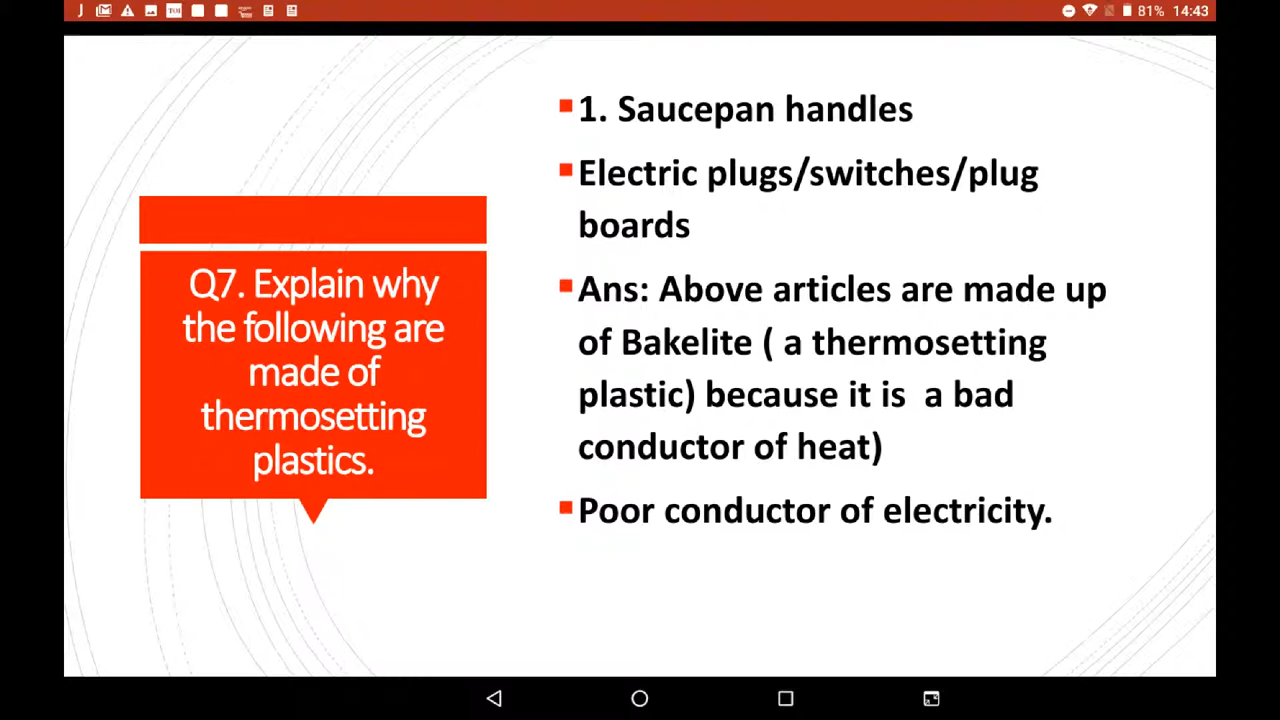 J TOI 81% 14:43
Q7. Explain why
the following are
made of
thermosetting
plastics.
1. Saucepan handles
Electric plugs/switches/plug
boards
Ans: Above articles are made up
of Bakelite ( a thermosetting
plastic) because it is  a bad
conductor of heat)
Poor conductor of electricity.